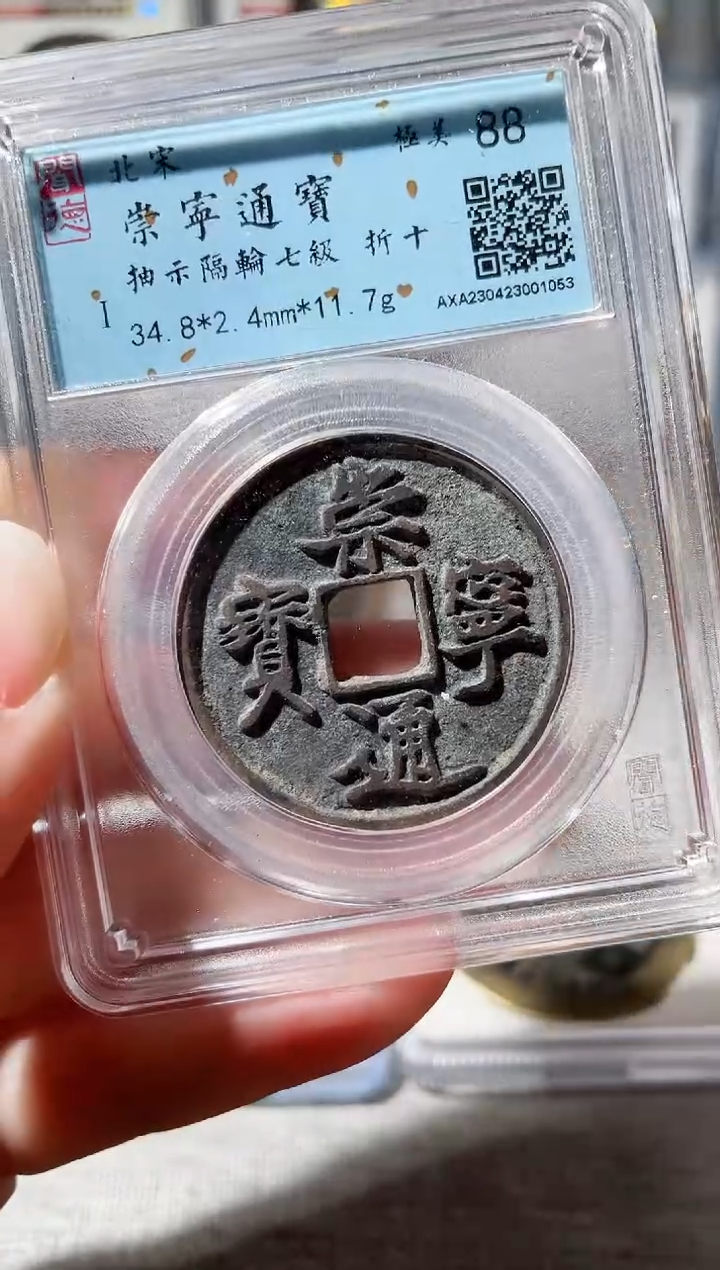 北宋 極美 88
崇寧通寶
抽示隔輪七級 折十
I 34.8*2.4mm*11.7g
AXA230423001053
崇寧通寶